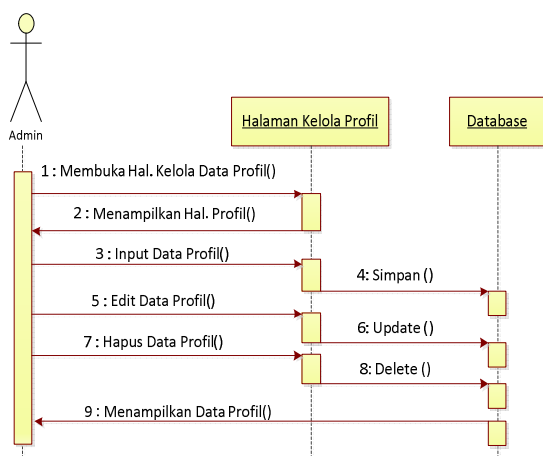 Admin
Halaman Kelola Profil
Database
1 : Membuka Hal. Kelola Data Profil()
2 : Menampilkan Hal. Profil()
3 : Input Data Profil()
4: Simpan ()
5 : Edit Data Profil()
6 : Update ()
7 : Hapus Data Profil()
8: Delete ()
9 : Menampilkan Data Profil()